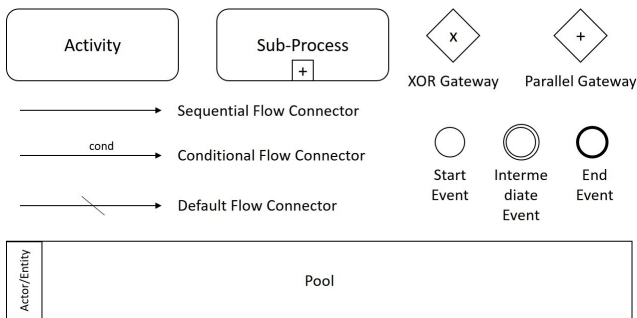 Activity
Sub-Process
+
x
+
XOR Gateway
Parallel Gateway
Sequential Flow Connector
cond
Conditional Flow Connector
Default Flow Connector
Start
Event
Interme
diate
Event
End
Event
Actor/Entity
Pool